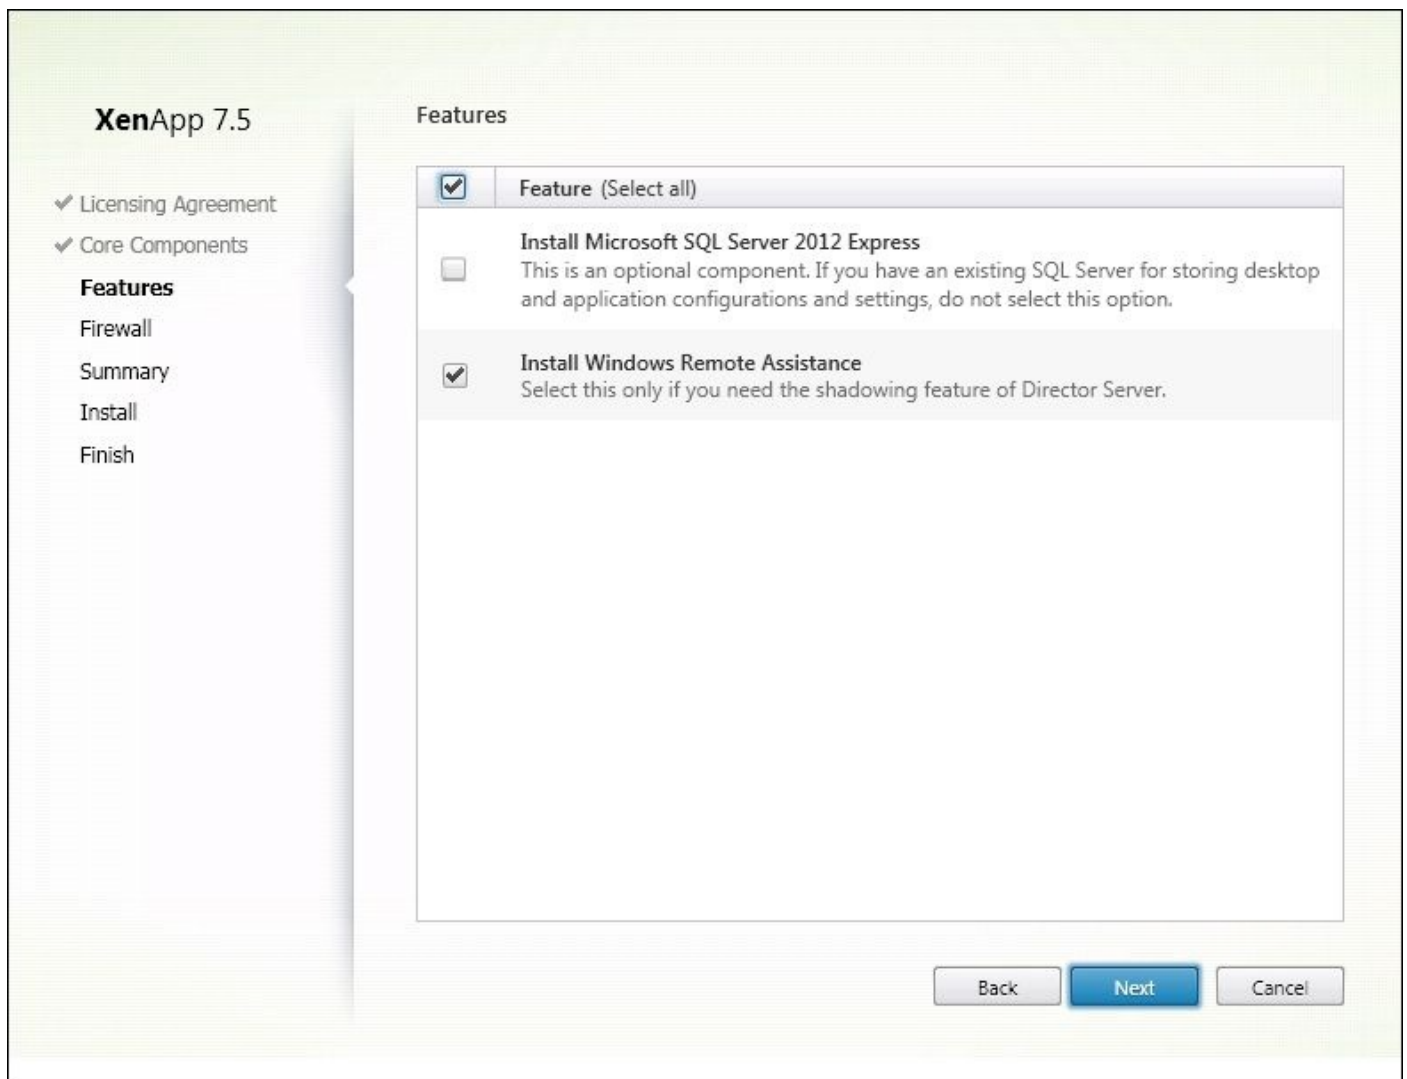 XenApp 7.5
Licensing Agreement
Core Components
Features
Firewall
Summary
Install
Finish
Features
Feature (Select all)
Install Microsoft SQL Server 2012 Express
This is an optional component. If you have an existing SQL Server for storing desktop
and application configurations and settings, do not select this option.
Install Windows Remote Assistance
Select this only if you need the shadowing feature of Director Server.
Back
Next
Cancel